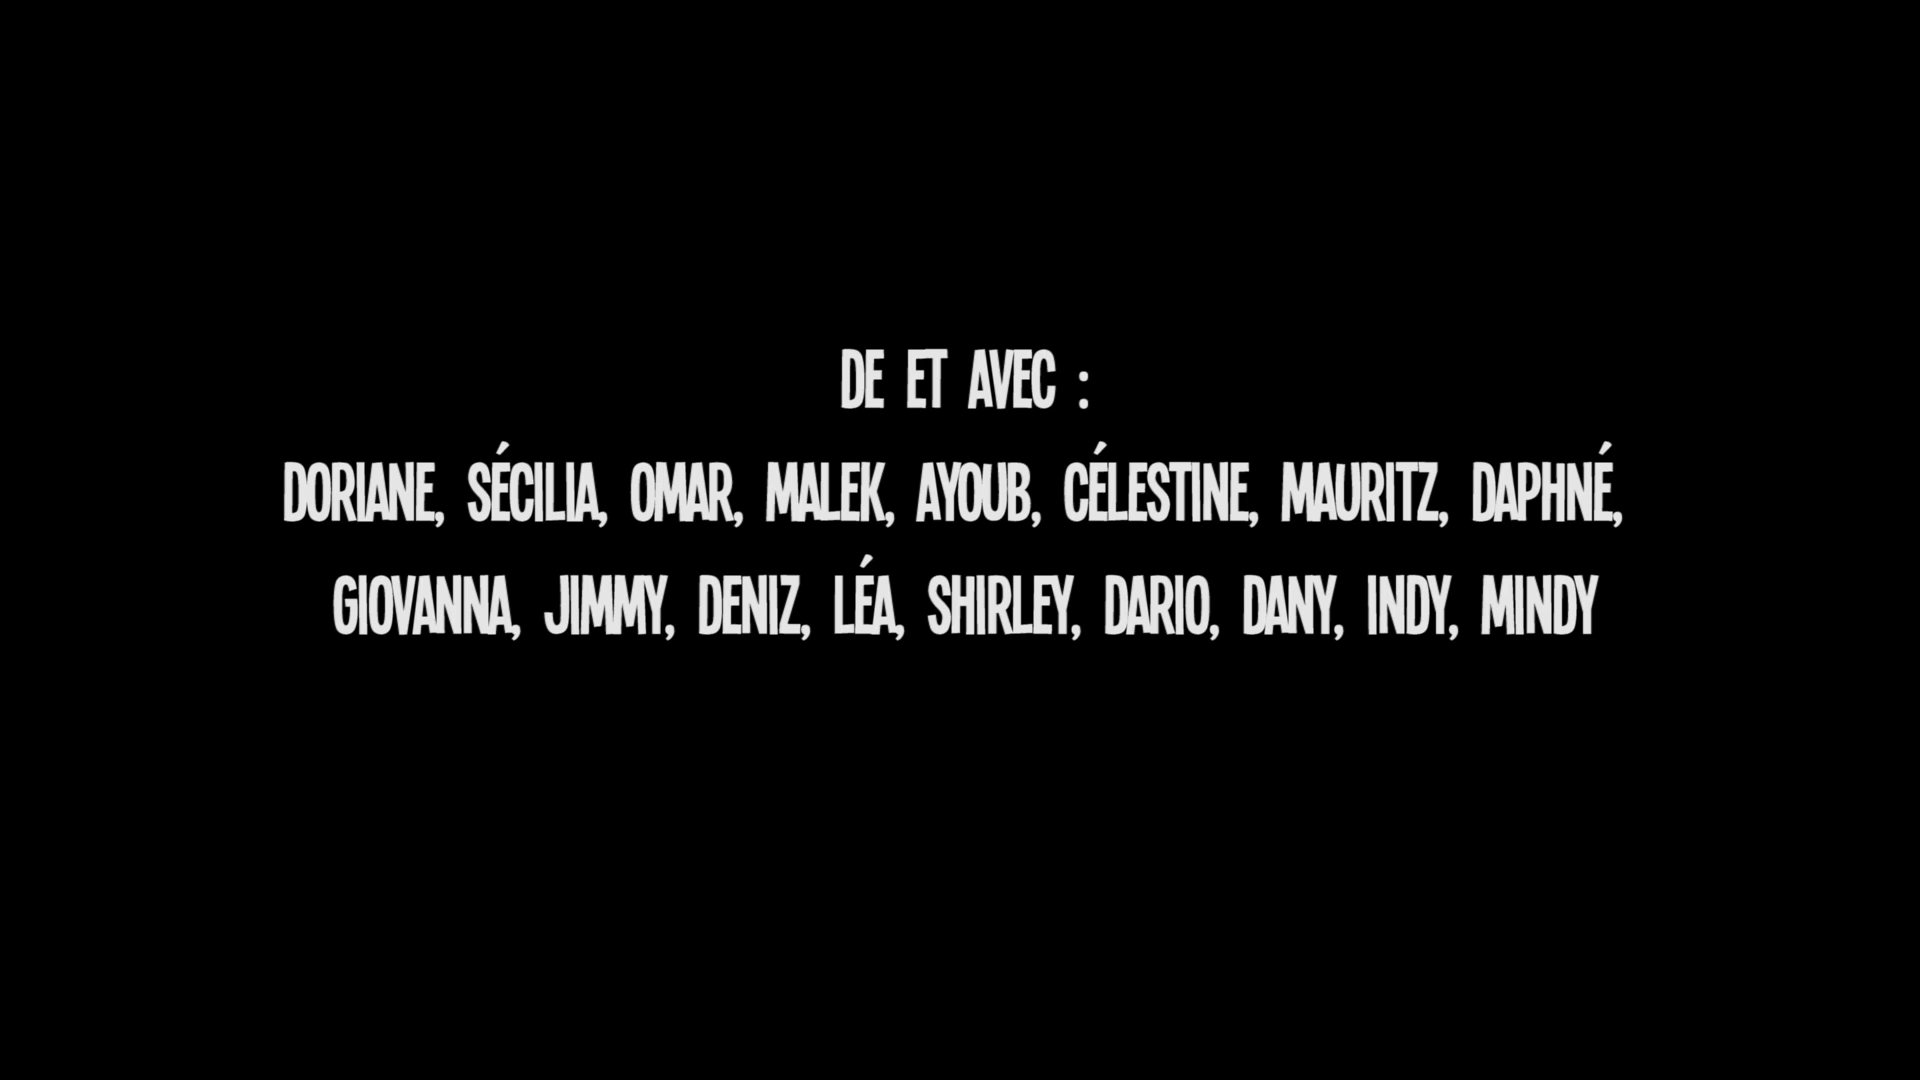 DE ET AVEC :
DORIANE, SÉCILIA, OMAR, MALEK, AYOUB, CÉLESTINE, MAURITZ, DAPHNÉ,
GIOVANNA, JIMMY, DENIZ, LÉA, SHIRLEY, DARIO, DANY, INDY, MINDY